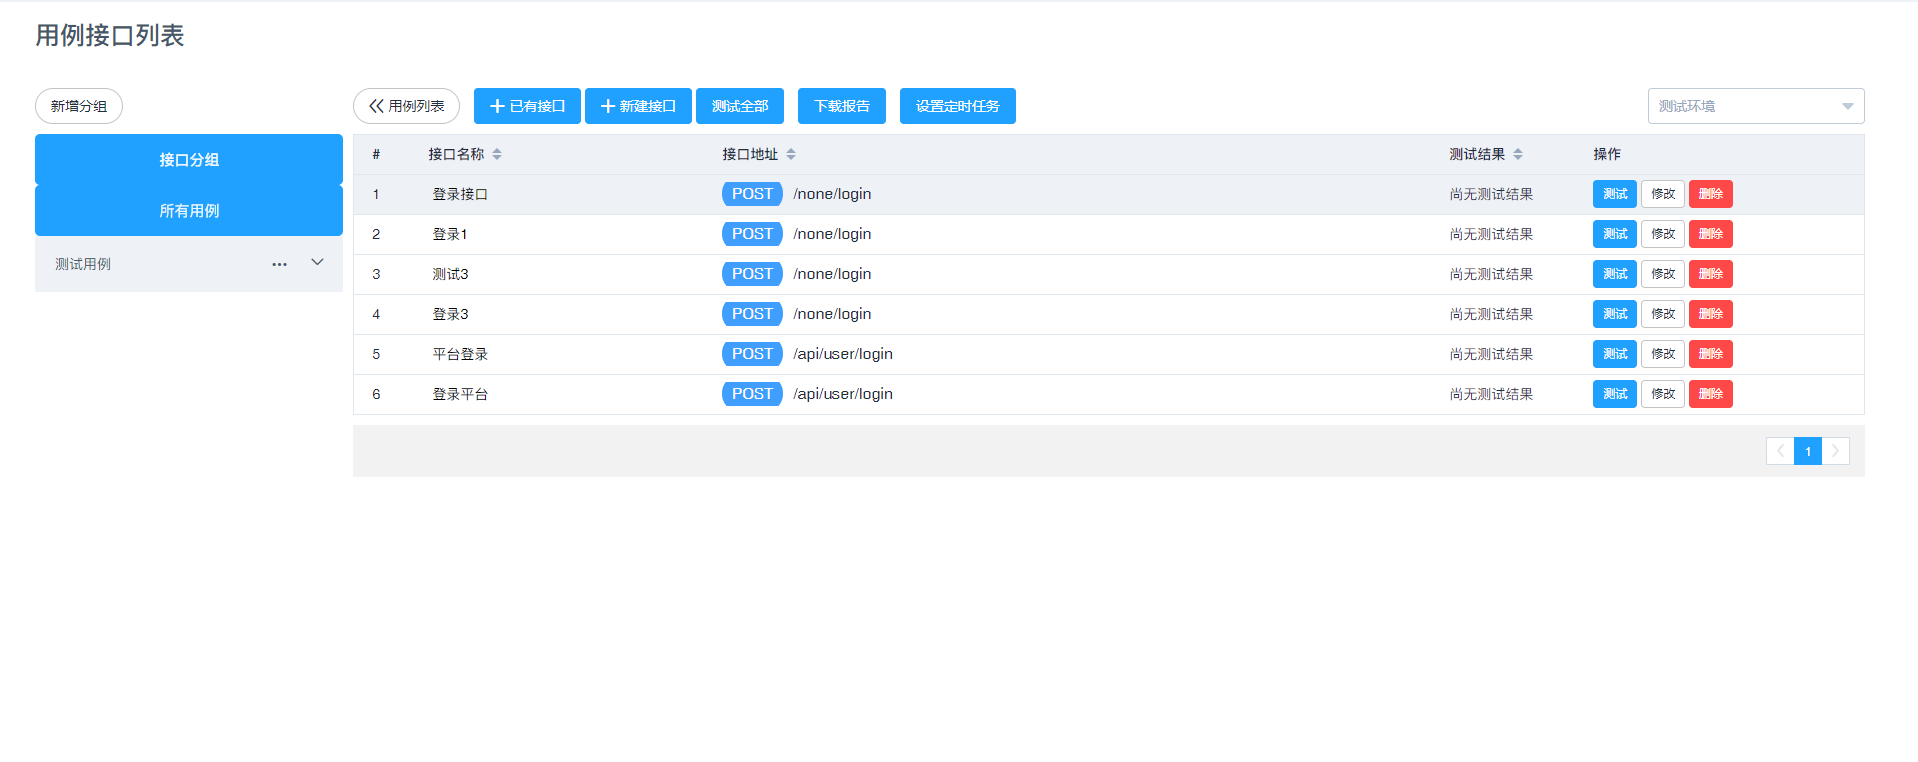 用例接口列表
新增分组
用例列表 已有接口 新建接口 测试全部 下载报告 设置定时任务 测试环境
接口分组
所有用例
测试用例 •••
# 接口名称 接口地址 测试结果 操作
1 登录接口 POST /none/login 尚无测试结果 测试 修改 删除
2 登录1 POST /none/login 尚无测试结果 测试 修改 删除
3 测试3 POST /none/login 尚无测试结果 测试 修改 删除
4 登录3 POST /none/login 尚无测试结果 测试 修改 删除
5 平台登录 POST /api/user/login 尚无测试结果 测试 修改 删除
6 登录平台 POST /api/user/login 尚无测试结果 测试 修改 删除
1